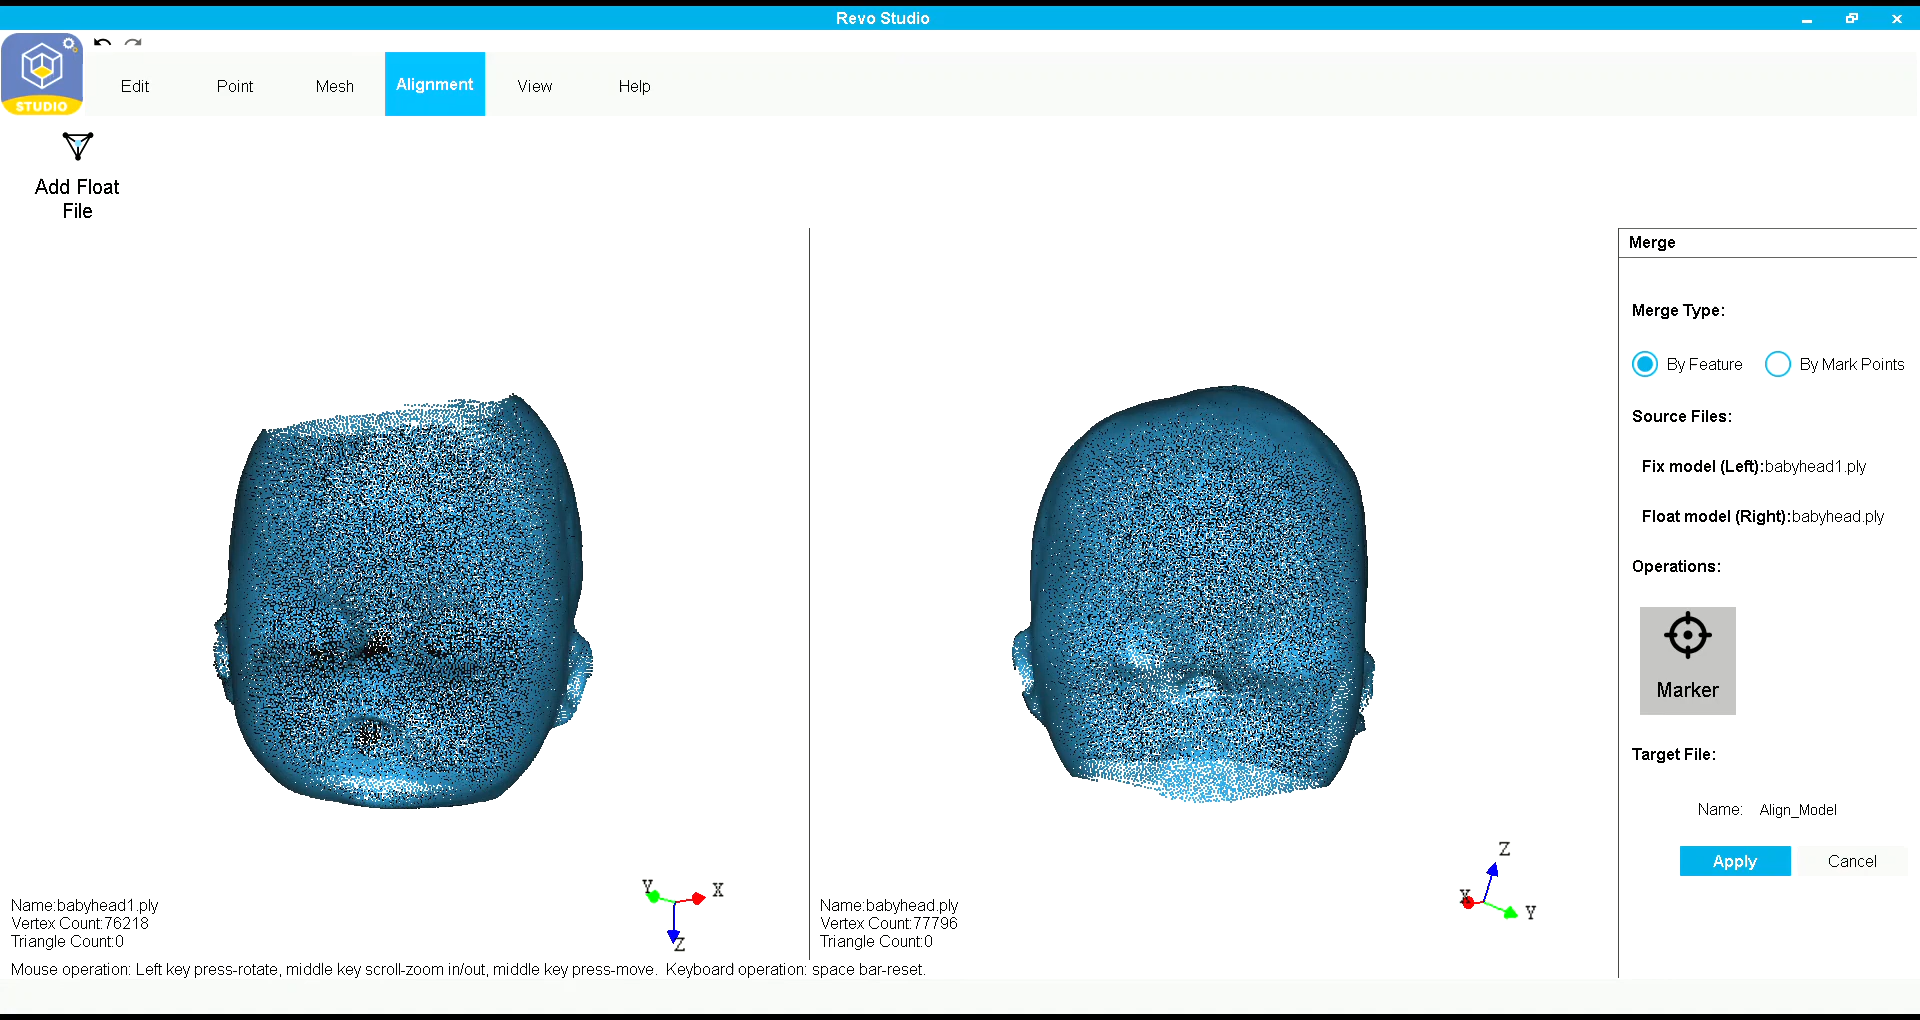 Revo Studio
STUDIO
Edit
Point
Mesh
Alignment
View
Help
Add Float
File
Merge
Merge Type:
By Feature
By Mark Points
Source Files:
Fix model (Left):babyhead1.ply
Float model (Right):babyhead.ply
Operations:
Marker
Target File:
Name: Align_Model
Apply
Cancel
Y
X
Z
Z
X
Y
Name:babyhead1.ply
Vertex Count:76218
Triangle Count:0
Name:babyhead.ply
Vertex Count:77796
Triangle Count:0
Mouse operation: Left key press-rotate, middle key scroll-zoom in/out, middle key press-move. Keyboard operation: space bar-reset.